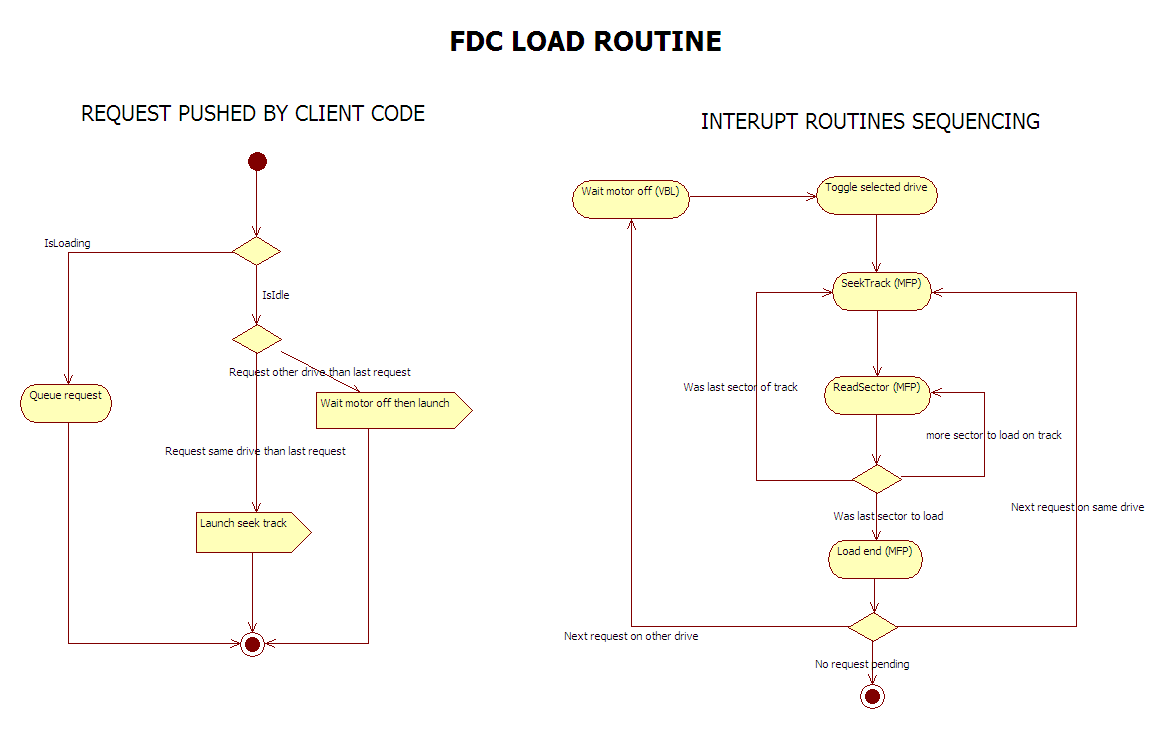 FDC LOAD ROUTINE
REQUEST PUSHED BY CLIENT CODE
IsLoading
IsIdle
Request other drive than last request
Queue request
Wait motor off then launch
Request same drive than last request
Launch seek track
INTERUPT ROUTINES SEQUENCING
Wait motor off (VBL)
Toggle selected drive
SeekTrack (MFP)
Was last sector of track
ReadSector (MFP)
more sector to load on track
Next request on same drive
Was last sector to load
Load end (MFP)
Next request on other drive
No request pending